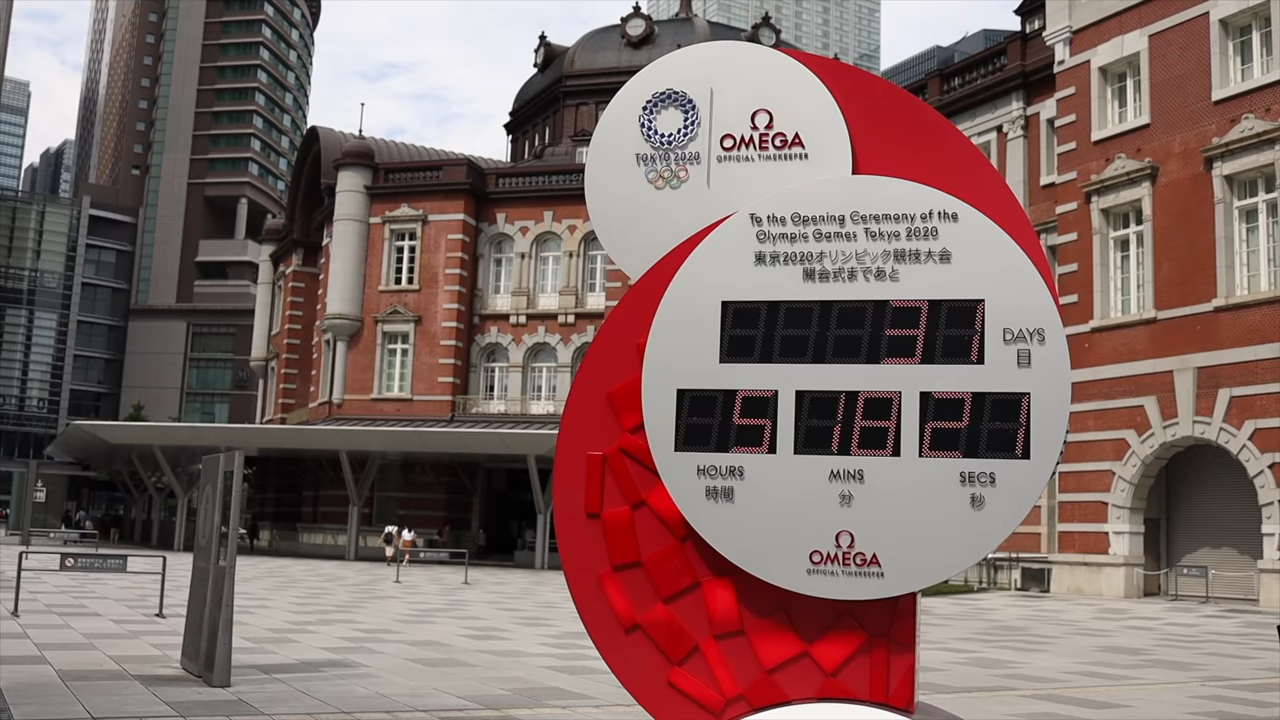 TOKYO 2020
OMEGA
OFFICIAL TIMEKEEPER
To the Opening Ceremony of the
Olympic Games Tokyo 2020
東京2020オリンピック競技大会
開会式まであと
31
DAYS
日
5 18 21
HOURS MINS SECS
時間 分 秒
OMEGA
OFFICIAL TIMEKEEPER